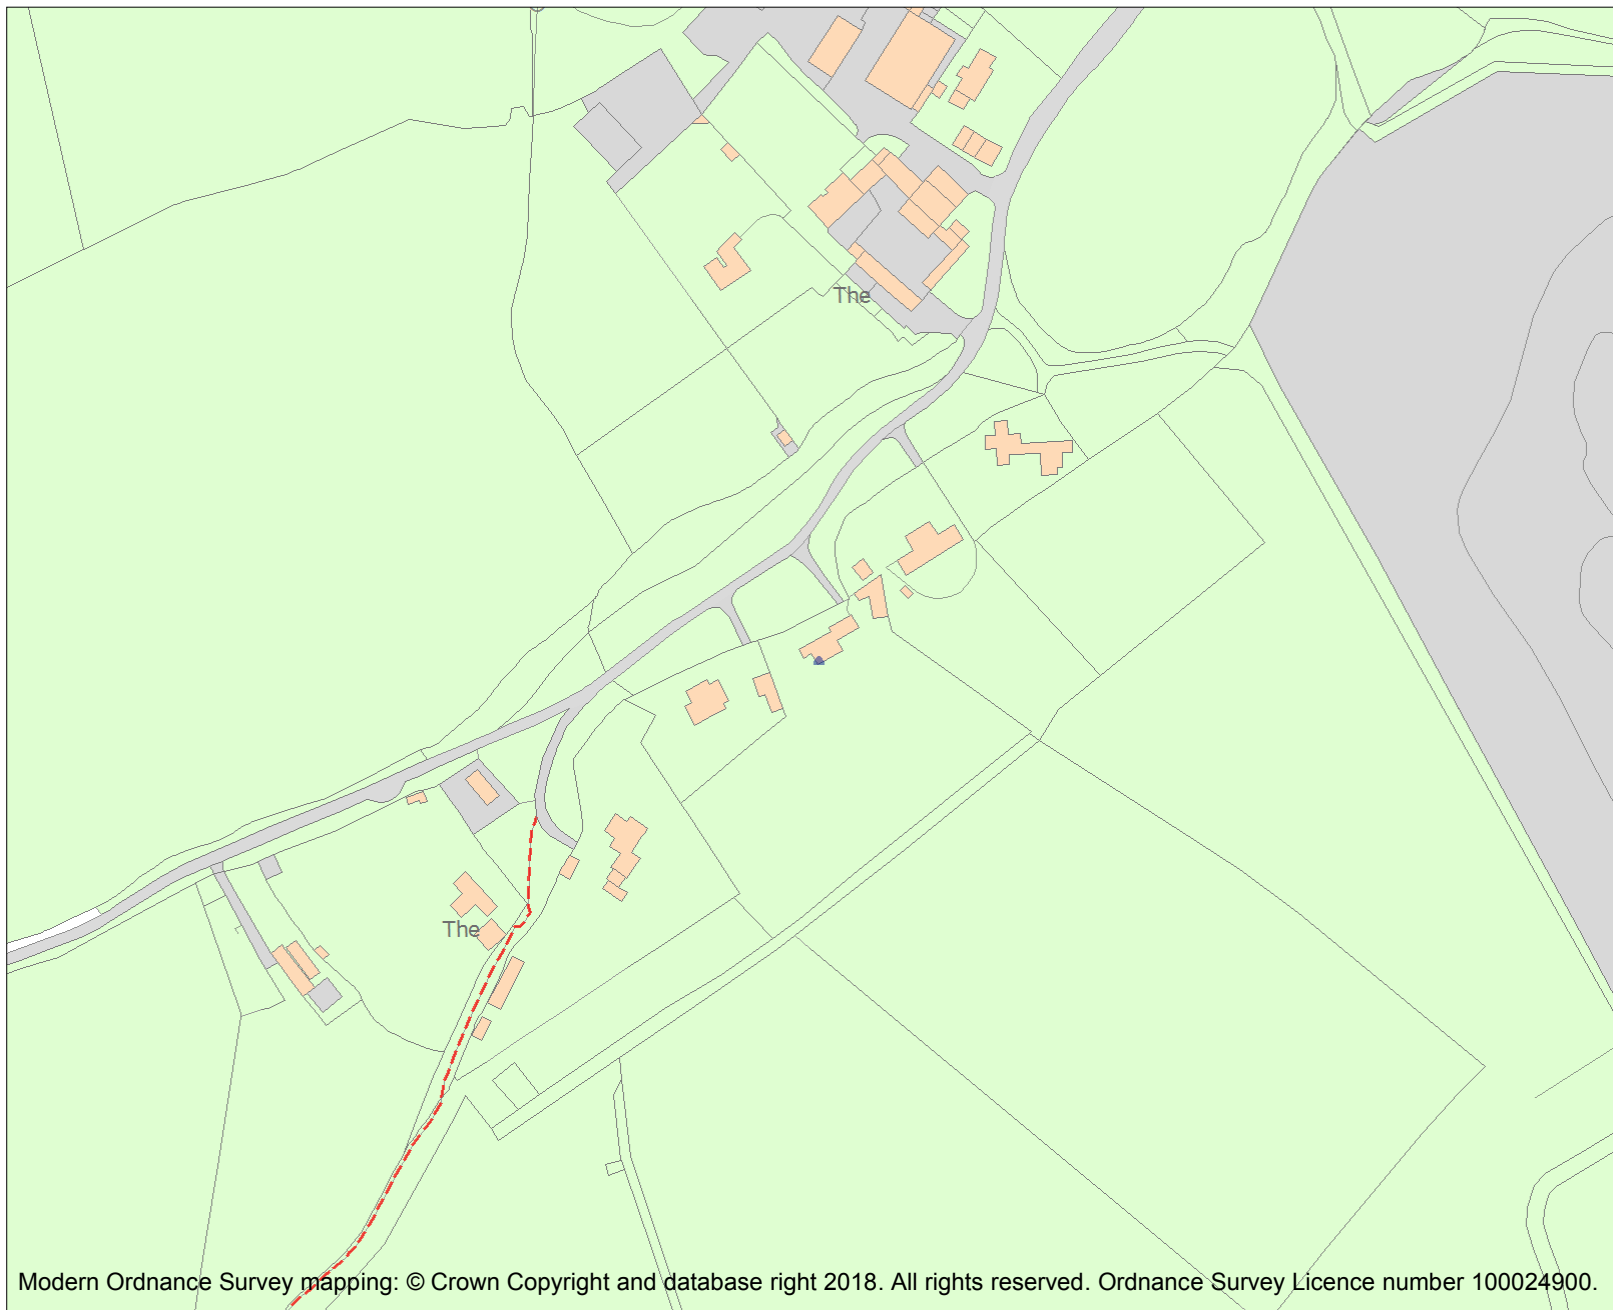 The
The
Modern Ordnance Survey mapping: © Crown Copyright and database right 2018. All rights reserved. Ordnance Survey Licence number 100024900.